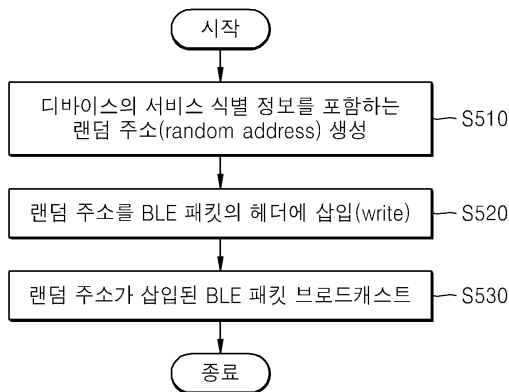 시작
디바이스의 서비스 식별 정보를 포함하는
랜덤 주소(random address) 생성
S510
랜덤 주소를 BLE 패킷의 헤더에 삽입(write)
S520
랜덤 주소가 삽입된 BLE 패킷 브로드캐스트
S530
종료